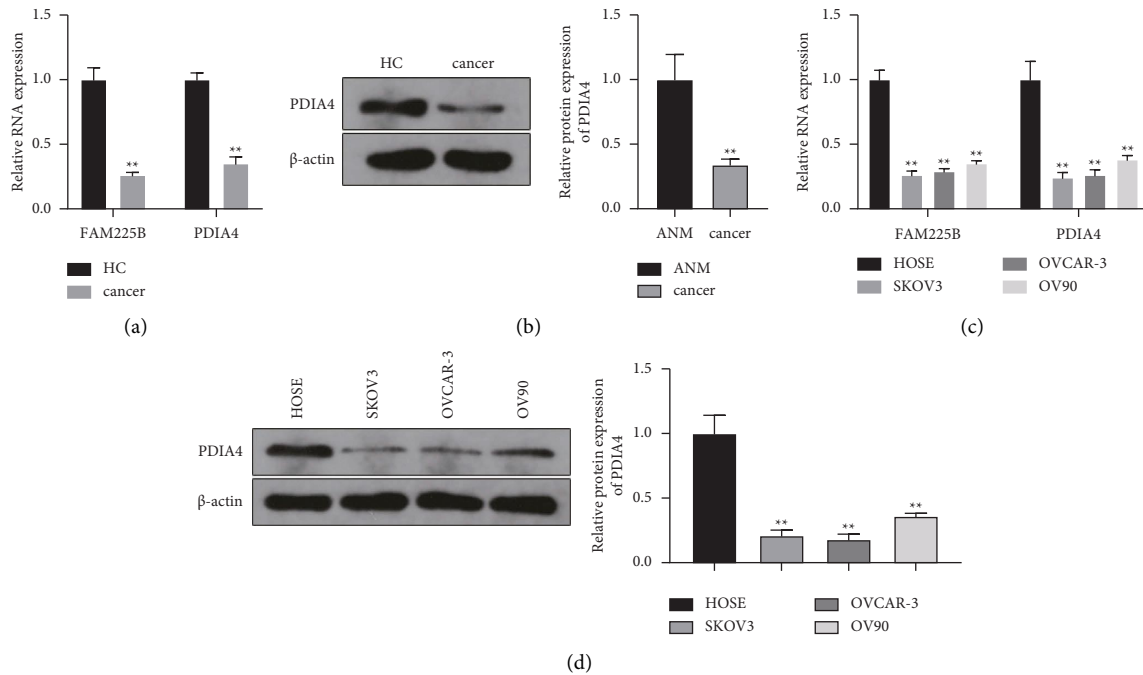 Relative RNA expression
1.5
1.0
0.5
0.0
**
**
FAM225B PDIA4
HC
cancer
(a)
HC cancer
PDIA4
β-actin
Relative protein expression
of PDIA4
1.5
1.0
0.5
0.0
**
ANM cancer
ANM
cancer
(b)
Relative RNA expression
1.5
1.0
0.5
0.0
** ** **
** ** **
FAM225B PDIA4
HOSE OVCAR-3
SKOV3 OV90
(c)
HOSE
SKOV3
OVCAR-3
OV90
PDIA4
β-actin
Relative protein expression
of PDIA4
1.5
1.0
0.5
0.0
** ** **
HOSE OVCAR-3
SKOV3 OV90
(d)